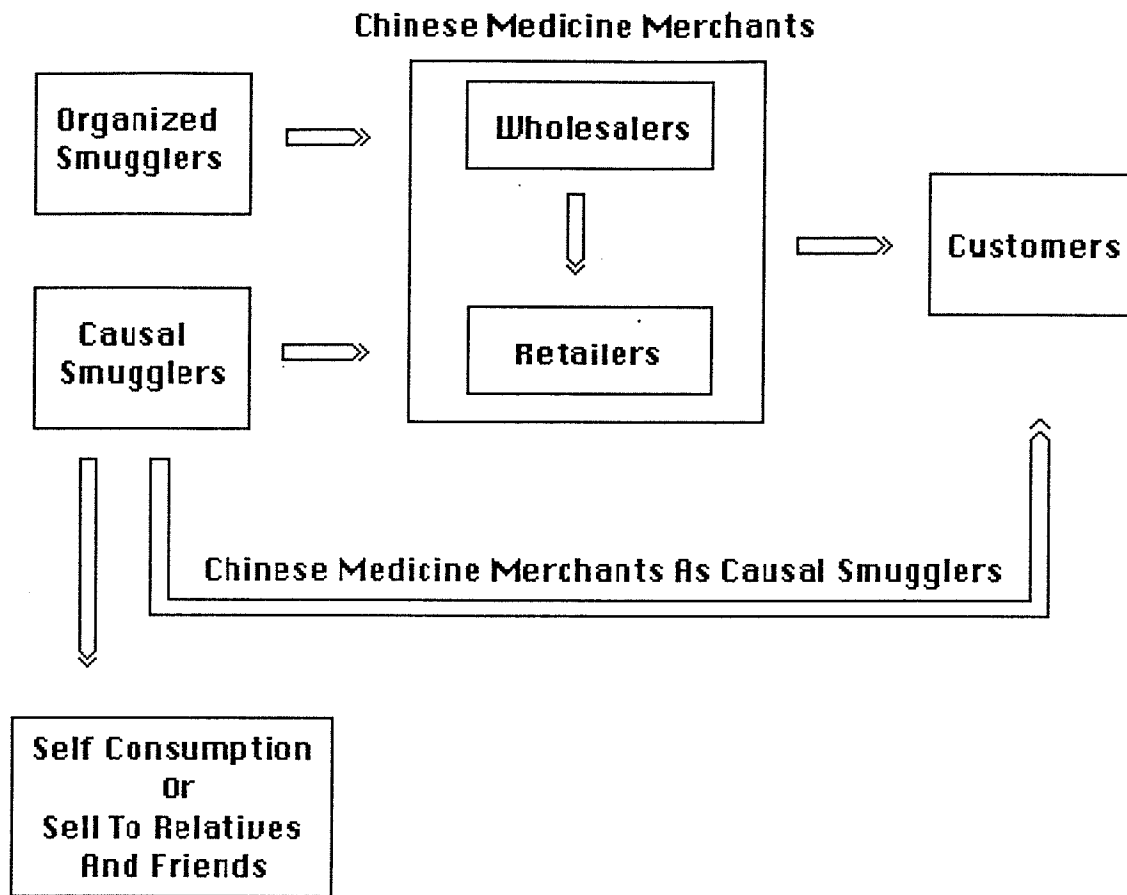 Chinese Medicine Merchants
Organized
Smugglers
Wholesalers
Customers
Causal
Smugglers
Retailers
Chinese Medicine Merchants As Causal Smugglers
Self Consumption
Or
Sell To Relatives
And Friends